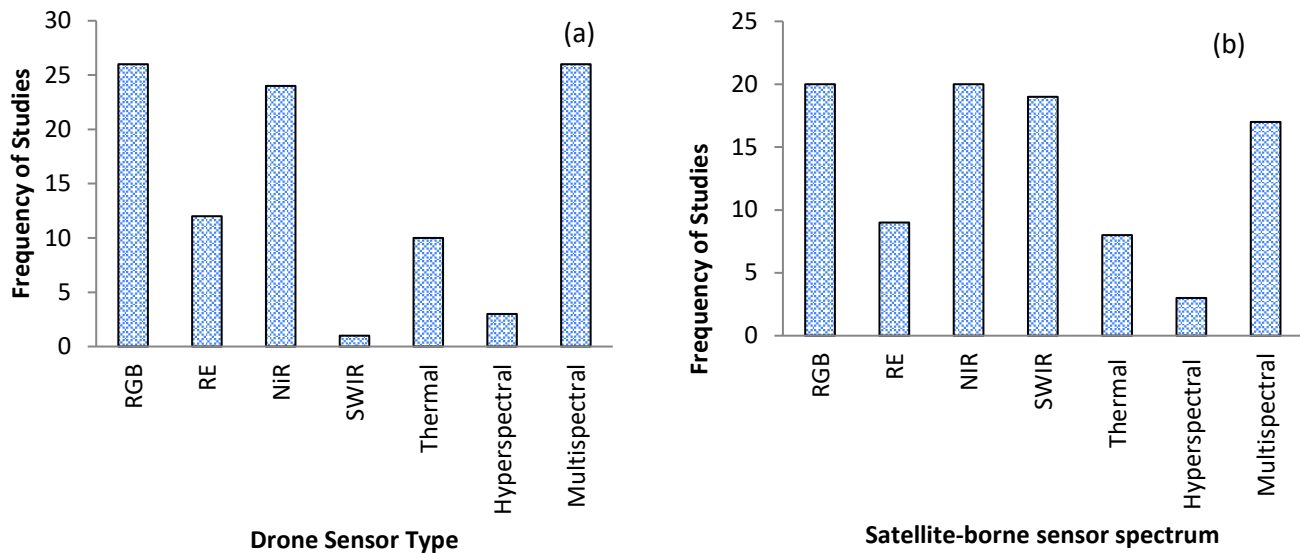 (a)
Frequency of Studies
30
25
20
15
10
5
0
RGB
RE
NiR
SWIR
Thermal
Hyperspectral
Multispectral
Drone Sensor Type
(b)
Frequency of Studies
25
20
15
10
5
0
RGB
RE
NIR
SWIR
Thermal
Hyperspectral
Multispectral
Satellite-borne sensor spectrum